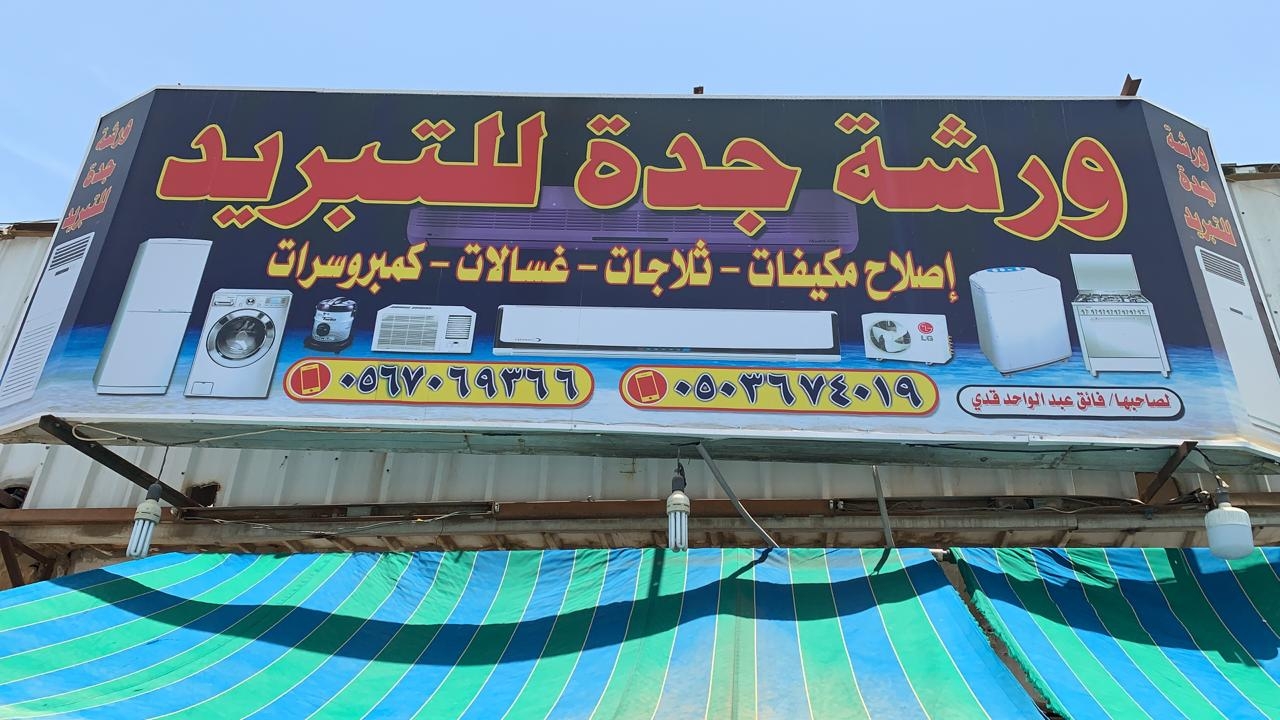 ورشة جدة للتبريد
إصلاح مكيفات - ثلاجات - غسالات - كمبروسرات
٠٥٠٣٦٧٤٠١٩
٠٥٦٧٠٦٩٣٦٦
لصاحبها/ فائق عبد الواحد قدي
LG
ورشة
جدة
للتبريد
ورشة
جدة
للتبريد